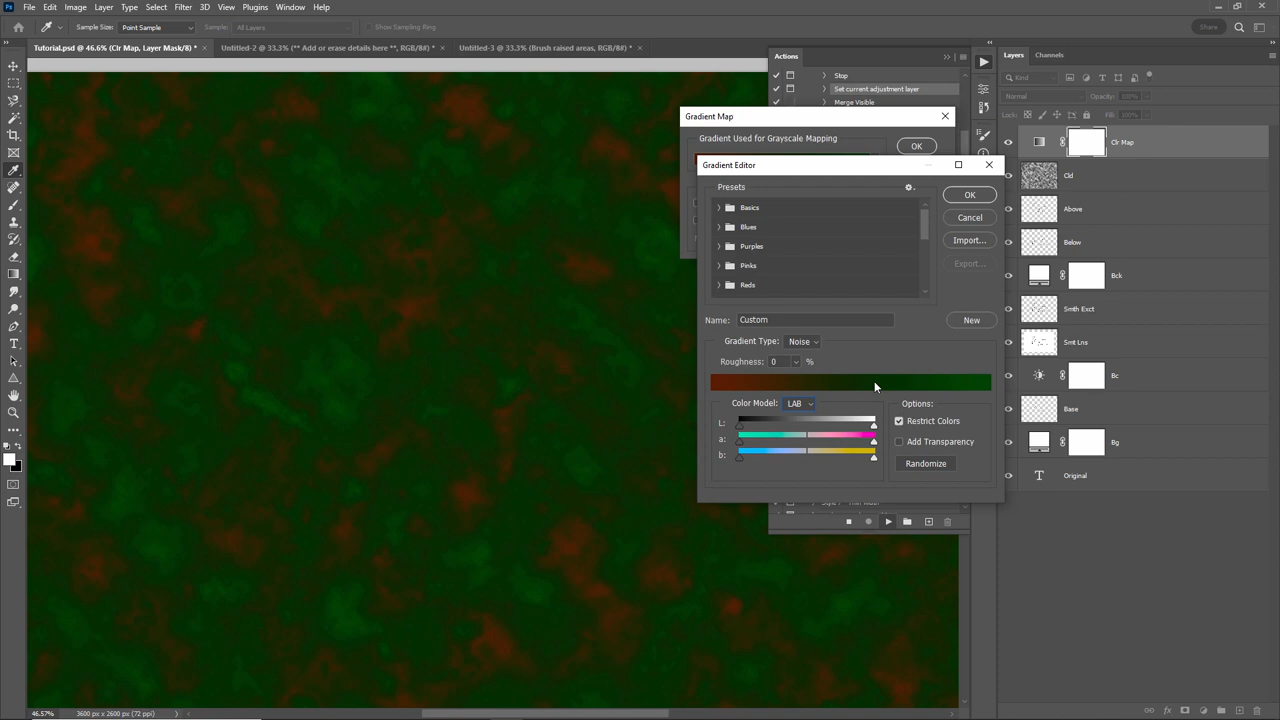 Ps File Edit Image Layer Type Select Filter 3D View Plugins Window Help
Sample Size: Point Sample Sample: All Layers Show Sampling Ring Share
Tutorial.psd @ 46.6% (Clr Map, Layer Mask/8) * × Untitled-2 @ 33.3% (** Add or erase details here **, RGB/8#) * × Untitled-3 @ 33.3% (Brush raised areas, RGB/8#) * ×
Actions
Stop
Set current adjustment layer
Merge Visible
Gradient Map
Gradient Used for Grayscale Mapping
OK
Gradient Editor
Presets
Basics
Blues
Purples
Pinks
Reds
OK
Cancel
Import...
Export...
Name: Custom
New
Gradient Type: Noise
Roughness: 0 %
Color Model: LAB
L:
a:
b:
Options:
Restrict Colors
Add Transparency
Randomize
Layers Channels
Kind
Normal Opacity: 100%
Lock: Fill: 100%
Clr Map
Cld
Above
Below
Bck
Smth Exct
Smt Lns
Bc
Base
Bg
T Original
46.57% 3600 px x 2600 px (72 ppi)